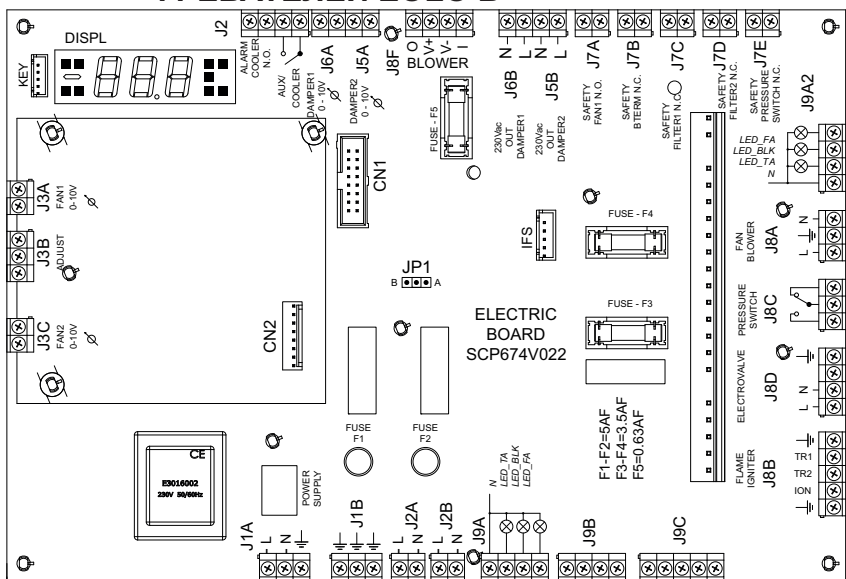 J2
ALARM
COOLER
N.O.
AUX/
COOLER
J6A
DAMPER1
0 - 10V
J5A
DAMPER2
0 - 10V
J8F
O
V+
V-
I
BLOWER
FUSE - F5
N
L
N
L
J6B
J5B
230Vac
OUT
DAMPER1
230Vac
OUT
DAMPER2
J7A
SAFETY
FAN1 N.O.
J7B
SAFETY
BTERM N.C.
J7C
SAFETY
FILTER1 N.C
J7D
SAFETY
FILTER2 N.C.
J7E
SAFETY
PRESSURE
SWITCH N.C.
J9A2
LED_FA
LED_BLK
LED_TA
N
DISPL
KEY
CN1
J3A
FAN1
0-10V
J3B
ADJUST
J3C
FAN2
0-10V
CN2
JP1
B
A
IFS
FUSE - F4
FUSE - F3
ELECTRIC
BOARD
SCP674V022
N
L
FAN
BLOWER
J8A
PRESSURE
SWITCH
J8C
ELECTROVALVE
N
L
J8D
FLAME
IGNITER
J8B
TR1
TR2
ION
F1-F2=5AF
F3-F4=3.5AF
F5=0.63AF
FUSE
F1
FUSE
F2
CE
E3016002
230V 50/60Hz
POWER
SUPPLY
J1A
L
N
J1B
J2A
L
N
J2B
L
N
J9A
N
LED_TA
LED_BLK
LED_FA
J9B
J9C